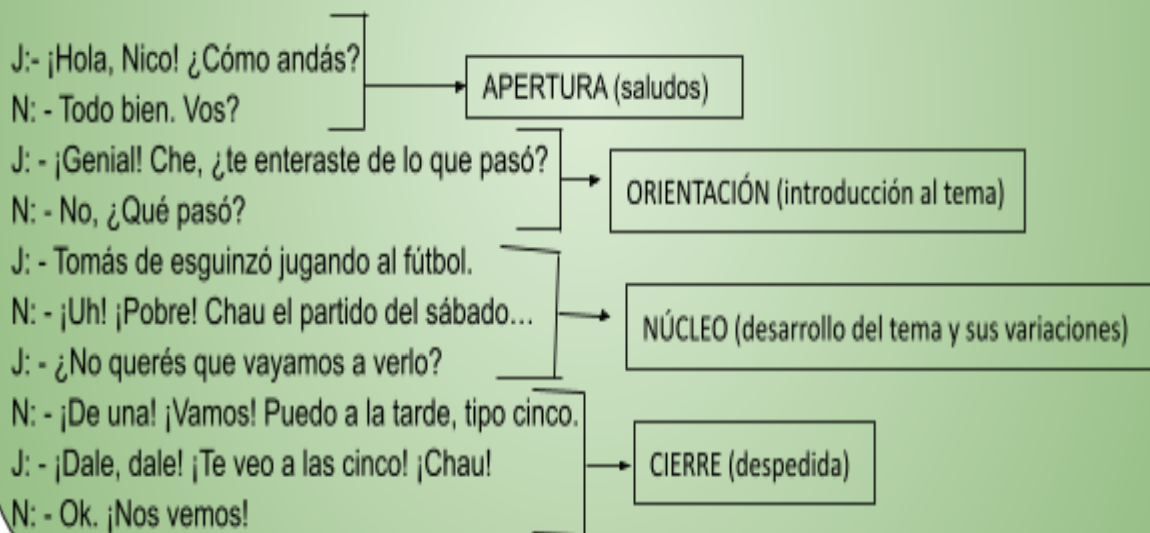 J:- ¡Hola, Nico! ¿Cómo andás?
N: - Todo bien. Vos?
APERTURA (saludos)
J: - ¡Genial! Che, ¿te enteraste de lo que pasó?
N: - No, ¿Qué pasó?
ORIENTACIÓN (introducción al tema)
J: - Tomás de esguinzó jugando al fútbol.
N: - ¡Uh! ¡Pobre! Chau el partido del sábado...
J: - ¿No querés que vayamos a verlo?
NÚCLEO (desarrollo del tema y sus variaciones)
N: - ¡De una! ¡Vamos! Puedo a la tarde, tipo cinco.
J: - ¡Dale, dale! ¡Te veo a las cinco! ¡Chau!
N: - Ok. ¡Nos vemos!
CIERRE (despedida)